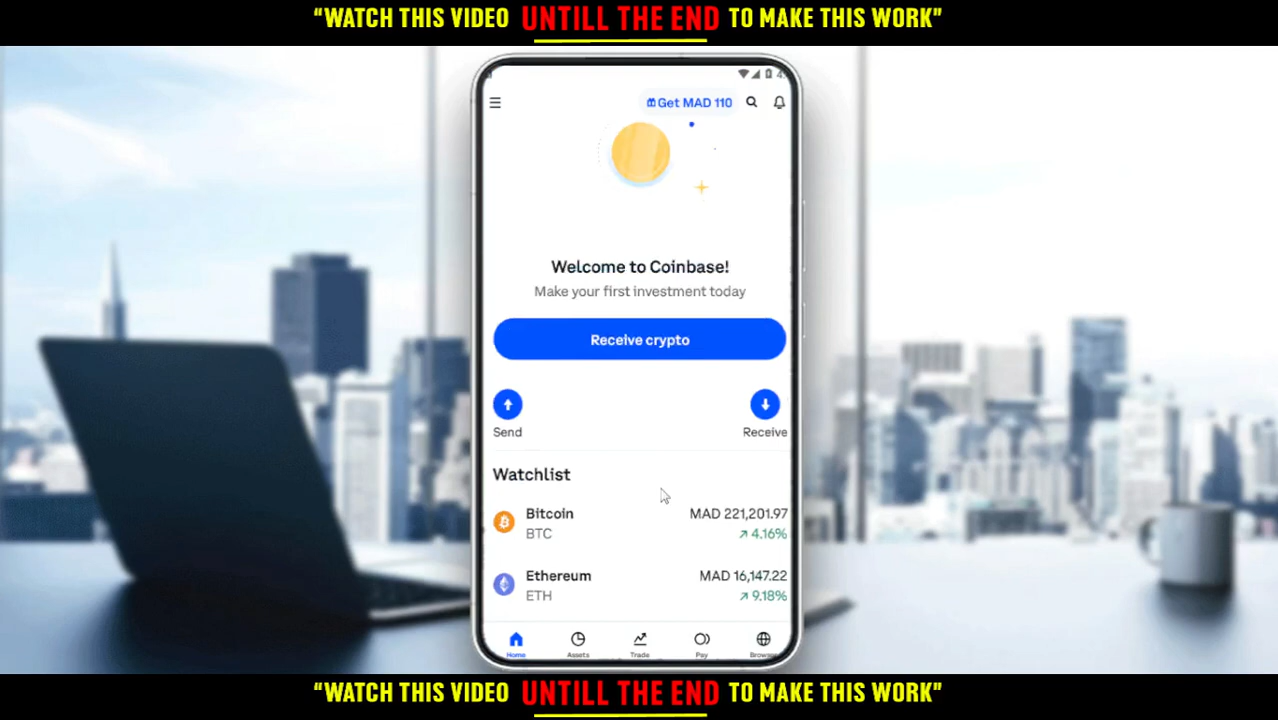 “WATCH THIS VIDEO UNTILL THE END TO MAKE THIS WORK”
Get MAD 110
Welcome to Coinbase!
Make your first investment today
Receive crypto
Send Receive
Watchlist
Bitcoin MAD 221,201.97
BTC ↗ 4.16%
Ethereum MAD 16,147.22
ETH ↗ 9.18%
Home Assets Trade Pay Browse
“WATCH THIS VIDEO UNTILL THE END TO MAKE THIS WORK”